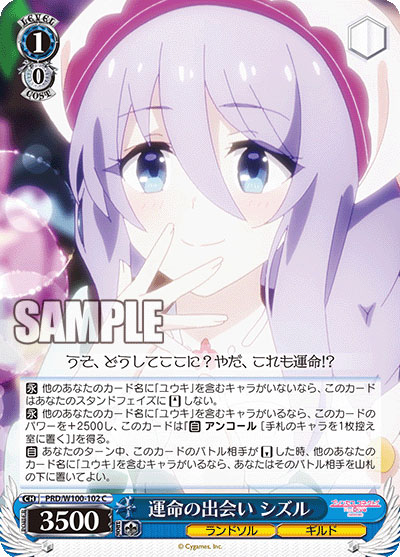 LEVEL
1
0
COST
SAMPLE
うそ、どうしてここに？やだ、これも運命!?
永 他のあなたのカード名に「ユウキ」を含むキャラがいないなら、このカード
はあなたのスタンドフェイズに しない。
永 他のあなたのカード名に「ユウキ」を含むキャラがいるなら、このカードの
パワーを+2500し、このカードは『自 アンコール ［手札のキャラを1枚控え
室に置く］』を得る。
自 あなたのターン中、このカードのバトル相手が した時、他のあなたのカ
ード名に「ユウキ」を含むキャラがいるなら、あなたはそのバトル相手を山札
の下に置いてよい。
CH PRD/W100-102 C
POWER
3500
運命の出会い シズル
ランドソル
ギルド
© Cygames, Inc.